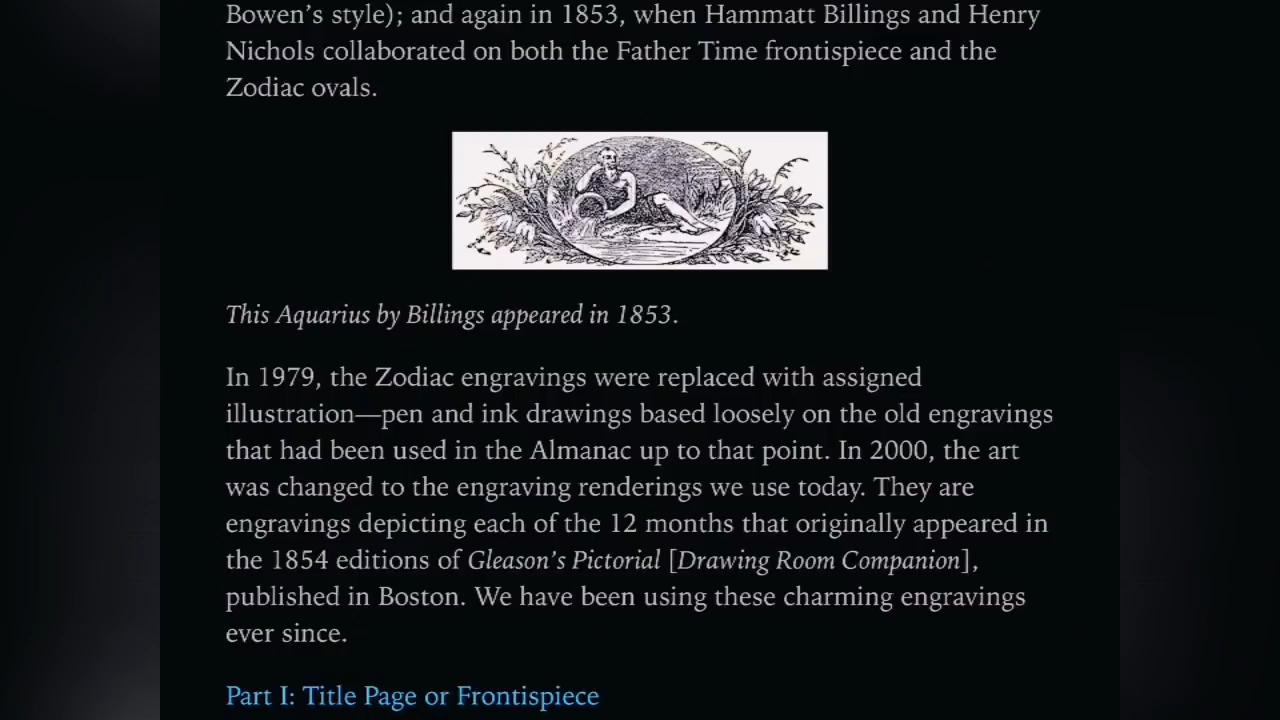 Bowen’s style); and again in 1853, when Hammatt Billings and Henry
Nichols collaborated on both the Father Time frontispiece and the
Zodiac ovals.
This Aquarius by Billings appeared in 1853.
In 1979, the Zodiac engravings were replaced with assigned
illustration—pen and ink drawings based loosely on the old engravings
that had been used in the Almanac up to that point. In 2000, the art
was changed to the engraving renderings we use today. They are
engravings depicting each of the 12 months that originally appeared in
the 1854 editions of Gleason’s Pictorial [Drawing Room Companion],
published in Boston. We have been using these charming engravings
ever since.
Part I: Title Page or Frontispiece